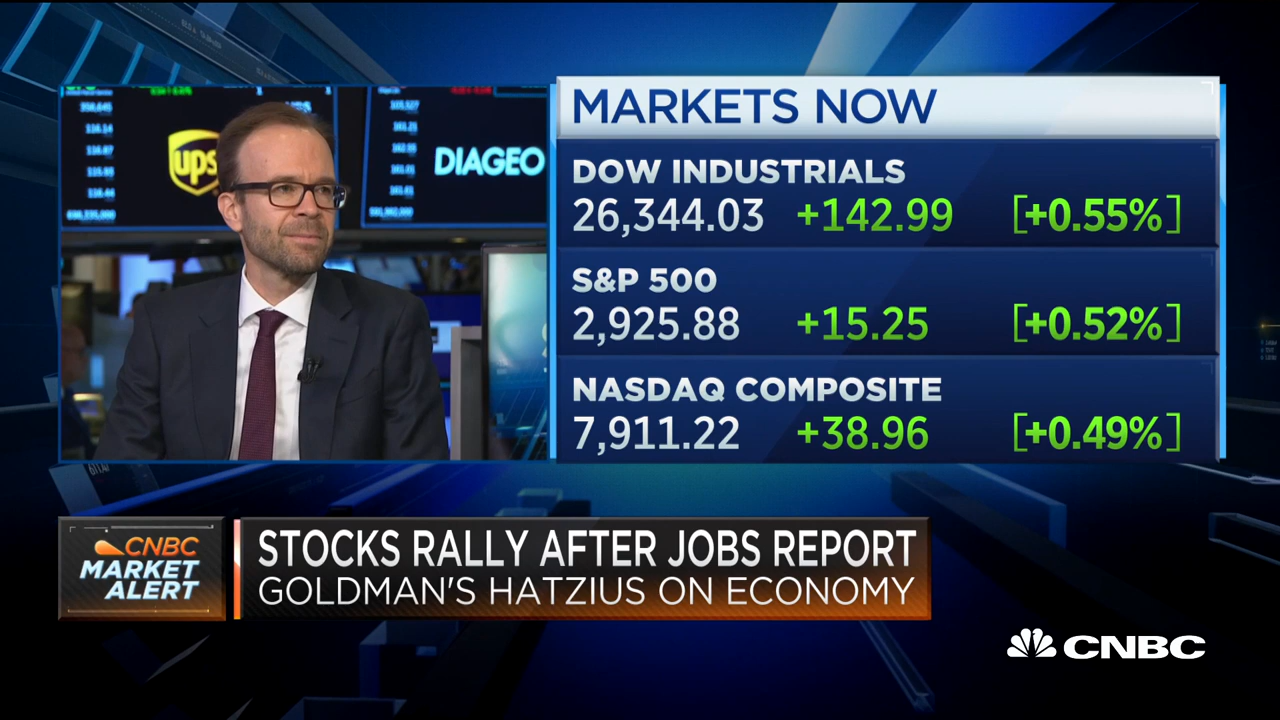 ups
DIAGEO
MARKETS NOW
DOW INDUSTRIALS
26,344.03 +142.99 [+0.55%]
S&P 500
2,925.88 +15.25 [+0.52%]
NASDAQ COMPOSITE
7,911.22 +38.96 [+0.49%]
CNBC
MARKET
ALERT
STOCKS RALLY AFTER JOBS REPORT
GOLDMAN'S HATZIUS ON ECONOMY
CNBC